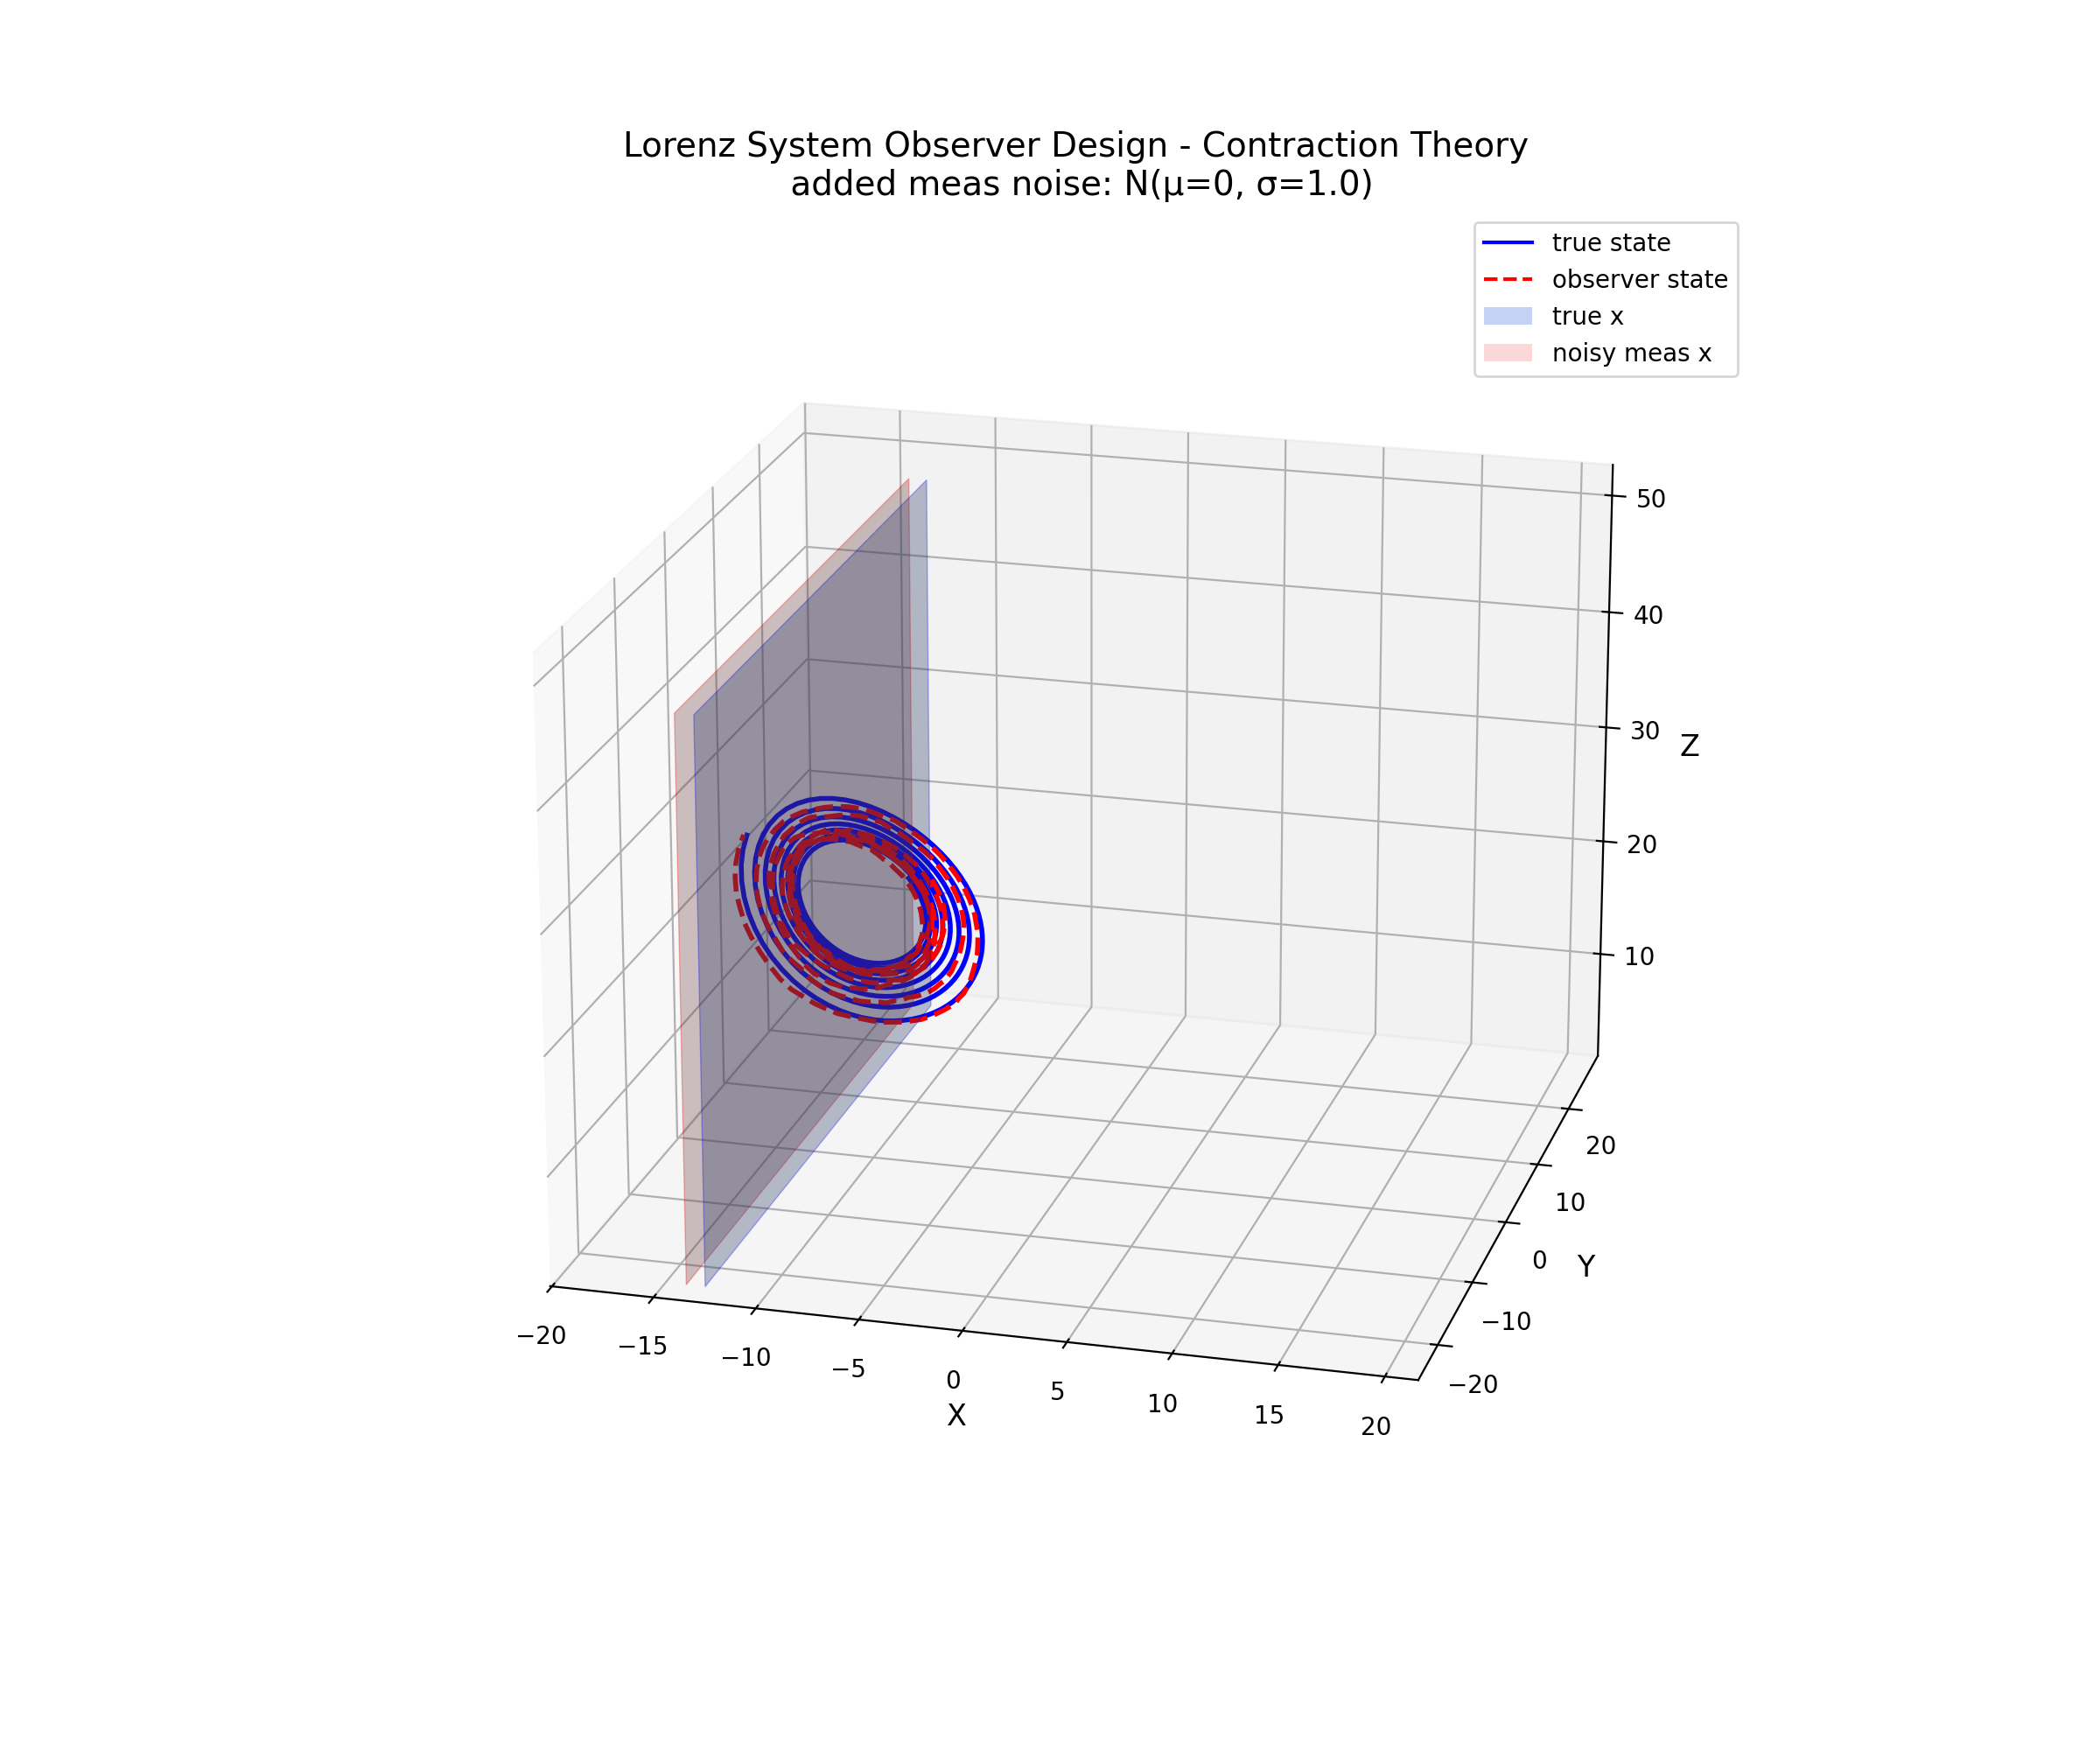 Lorenz System Observer Design - Contraction Theory
added meas noise: N(μ=0, σ=1.0)
true state
observer state
true x
noisy meas x
50
40
30
Z
20
10
20
10
0
Y
−10
−20
−20
−15
−10
−5
0
5
10
15
20
X